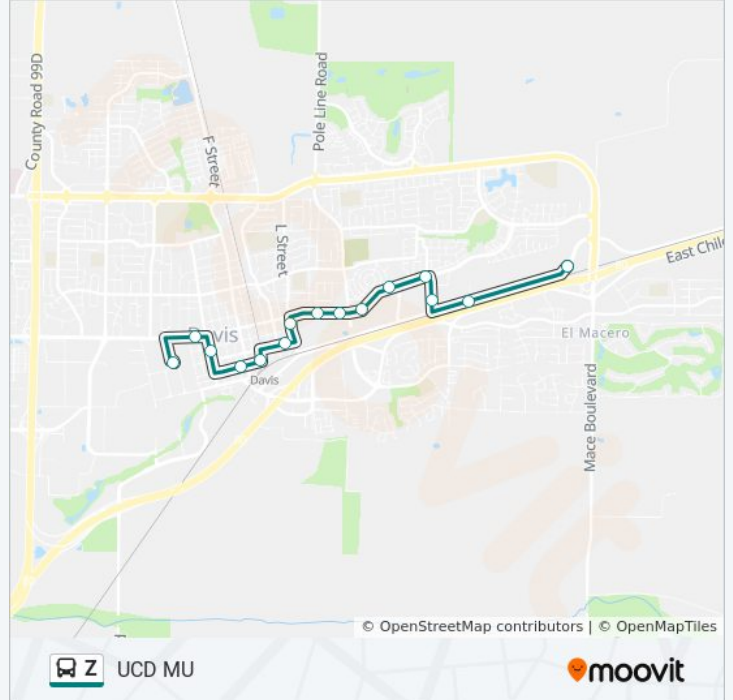 County Road 99D
F Street
Pole Line Road
L Street
East Chile
Davis
El Macero
Davis
Mace Boulevard
© OpenStreetMap contributors | © OpenMapTiles
Z UCD MU
moovit